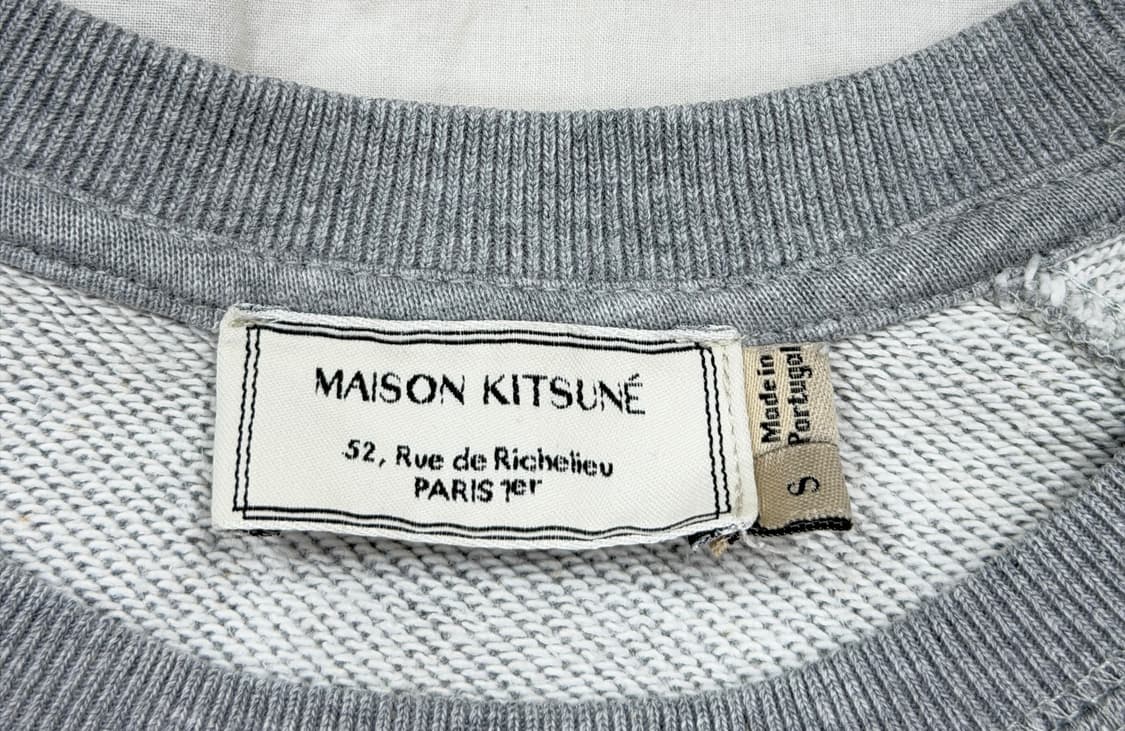 MAISON KITSUNÉ
52, Rue de Richelieu
PARIS 1er
Made in
Portugal
S